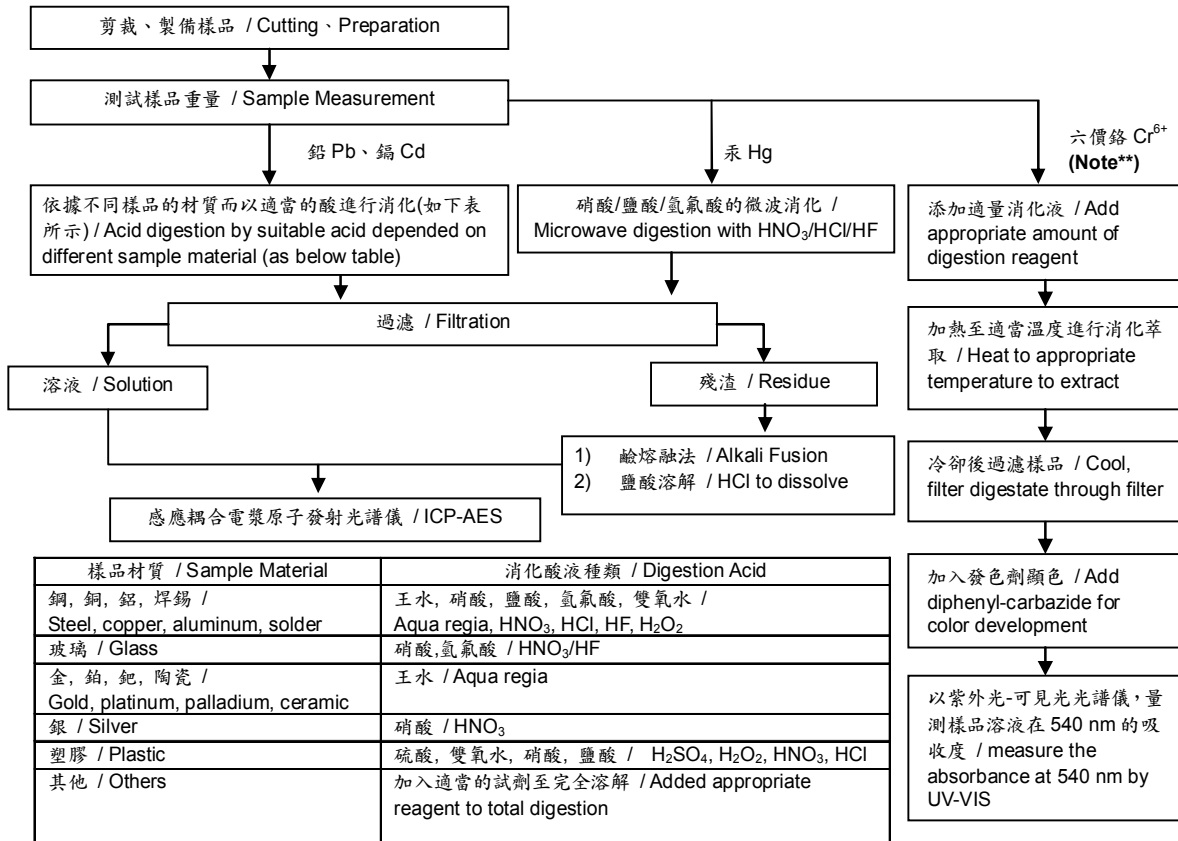 剪裁、製備樣品 / Cutting、Preparation
測試樣品重量 / Sample Measurement
鉛 Pb、鎘 Cd
汞 Hg
六價鉻 Cr6+
(Note**)
依據不同樣品的材質而以適當的酸進行消化(如下表
所示) / Acid digestion by suitable acid depended on
different sample material (as below table)
硝酸/鹽酸/氫氟酸的微波消化 /
Microwave digestion with HNO3/HCl/HF
添加適量消化液 / Add
appropriate amount of
digestion reagent
過濾 / Filtration
加熱至適當溫度進行消化萃
取 / Heat to appropriate
temperature to extract
溶液 / Solution
殘渣 / Residue
1) 鹼熔融法 / Alkali Fusion
2) 鹽酸溶解 / HCl to dissolve
冷卻後過濾樣品 / Cool,
filter digestate through filter
感應耦合電漿原子發射光譜儀 / ICP-AES
加入發色劑顯色 / Add
diphenyl-carbazide for
color development
以紫外光-可見光光譜儀，量
測樣品溶液在 540 nm 的吸
收度 / measure the
absorbance at 540 nm by
UV-VIS
樣品材質 / Sample Material
消化酸液種類 / Digestion Acid
鋼, 銅, 鋁, 焊錫 /
Steel, copper, aluminum, solder
王水, 硝酸, 鹽酸, 氫氟酸, 雙氧水 /
Aqua regia, HNO3, HCl, HF, H2O2
玻璃 / Glass
硝酸,氫氟酸 / HNO3/HF
金, 鉑, 鈀, 陶瓷 /
Gold, platinum, palladium, ceramic
王水 / Aqua regia
銀 / Silver
硝酸 / HNO3
塑膠 / Plastic
硫酸, 雙氧水, 硝酸, 鹽酸 / H2SO4, H2O2, HNO3, HCl
其他 / Others
加入適當的試劑至完全溶解 / Added appropriate
reagent to total digestion